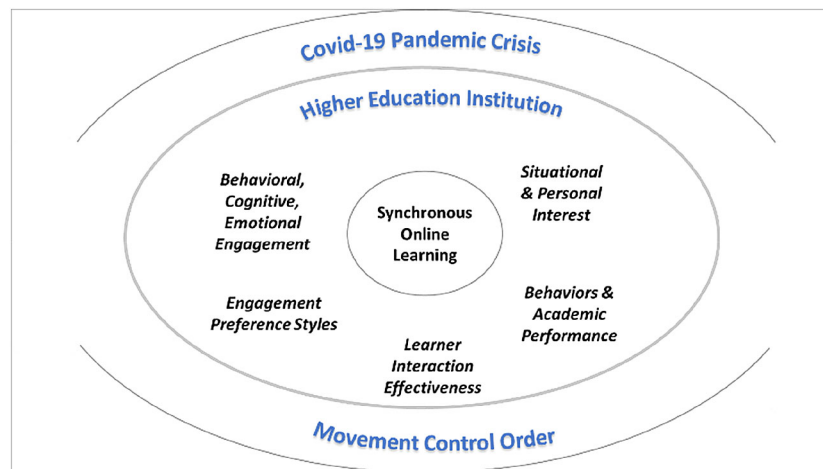 Covid-19 Pandemic Crisis
Higher Education Institution
Behavioral,
Cognitive,
Emotional
Engagement
Situational
& Personal
Interest
Synchronous
Online
Learning
Engagement
Preference Styles
Behaviors &
Academic
Performance
Learner
Interaction
Effectiveness
Movement Control Order